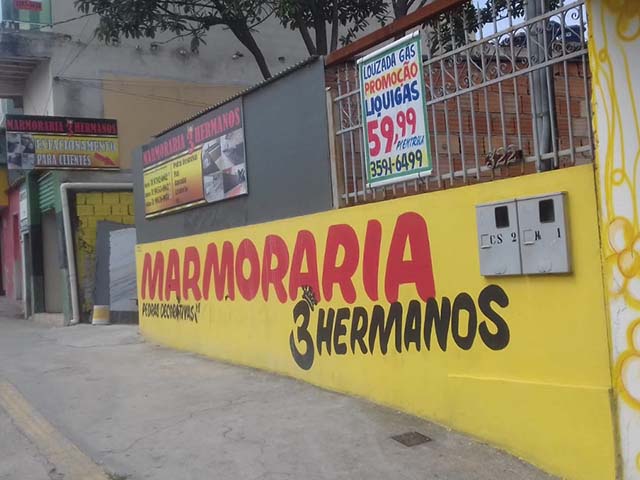 MARMORARIA 3 HERMANOS
ESTACIONAMENTO
PARA CLIENTES
MARMORARIA 3 HERMANOS
LOUZADA GAS
PROMOÇÃO
LIQUIGAS
59,99
P/ENTREGA
3591-6499
322
CS 2
N 1
MARMORARIA
PEDRAS DECORATIVAS
3 HERMANOS